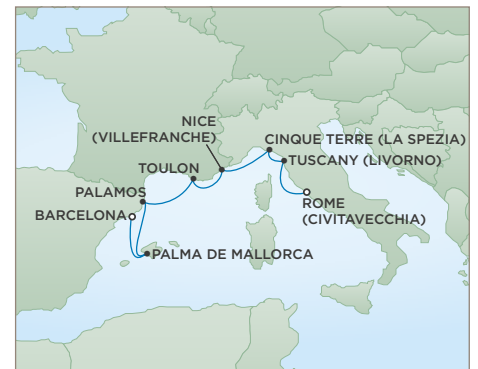 NICE
(VILLEFRANCHE)
CINQUE TERRE (LA SPEZIA)
TUSCANY (LIVORNO)
TOULON
PALAMOS
ROME
(CIVITAVECCHIA)
BARCELONA
PALMA DE MALLORCA